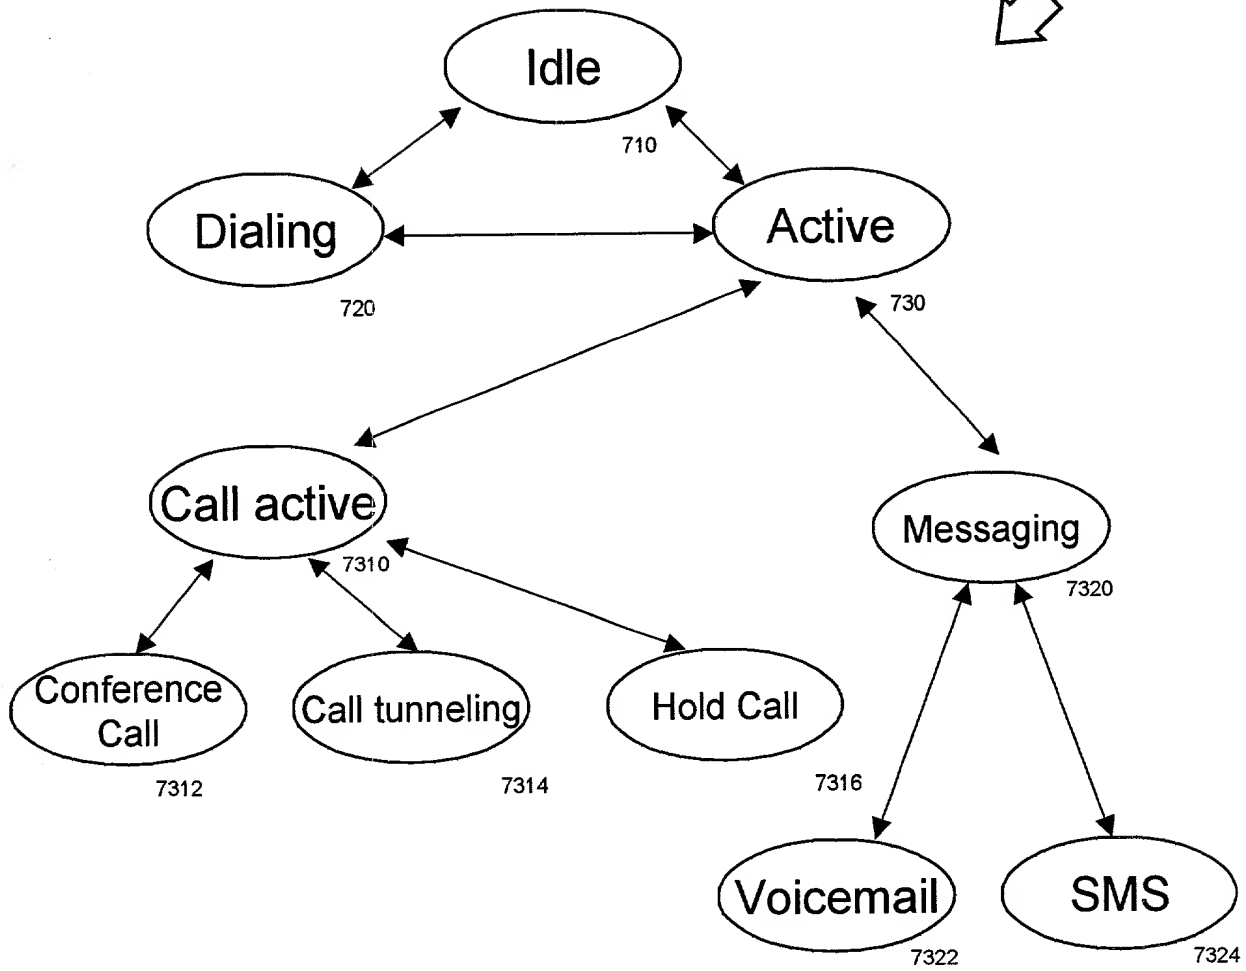 Idle
710
Dialing
720
Active
730
Call active
7310
Messaging
7320
Conference
Call
7312
Call tunneling
7314
Hold Call
7316
Voicemail
7322
SMS
7324